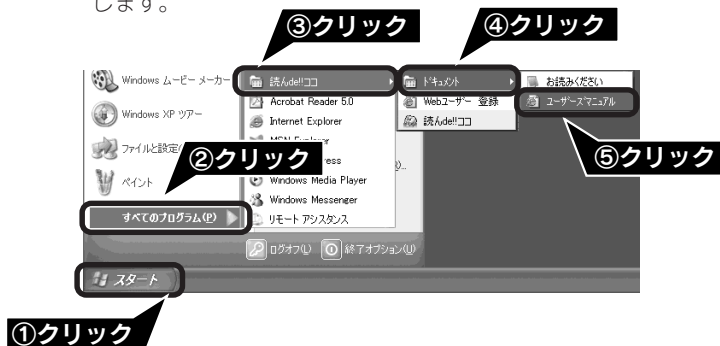 します。
③クリック
④クリック
Windows ムービー メーカー
読んde!!ココ
ドキュメント
お読みください
Acrobat Reader 5.0
Webユーザー 登録
ユーザーズマニュアル
Windows XP ツアー
Internet Explorer
読んde!!ココ
ファイルと設定
②クリック
⑤クリック
ペイント
Windows Media Player
Windows Messenger
すべてのプログラム(P)
リモート アシスタンス
ログオフ(L)
終了オプション(U)
スタート
①クリック